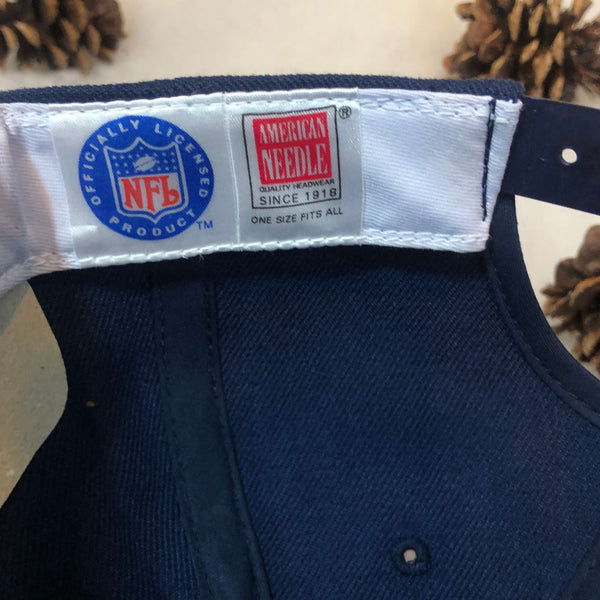 OFFICIALLY LICENSED
NFL
PRODUCT
TM
AMERICAN
NEEDLE
®
QUALITY HEADWEAR
SINCE 1918
ONE SIZE FITS ALL